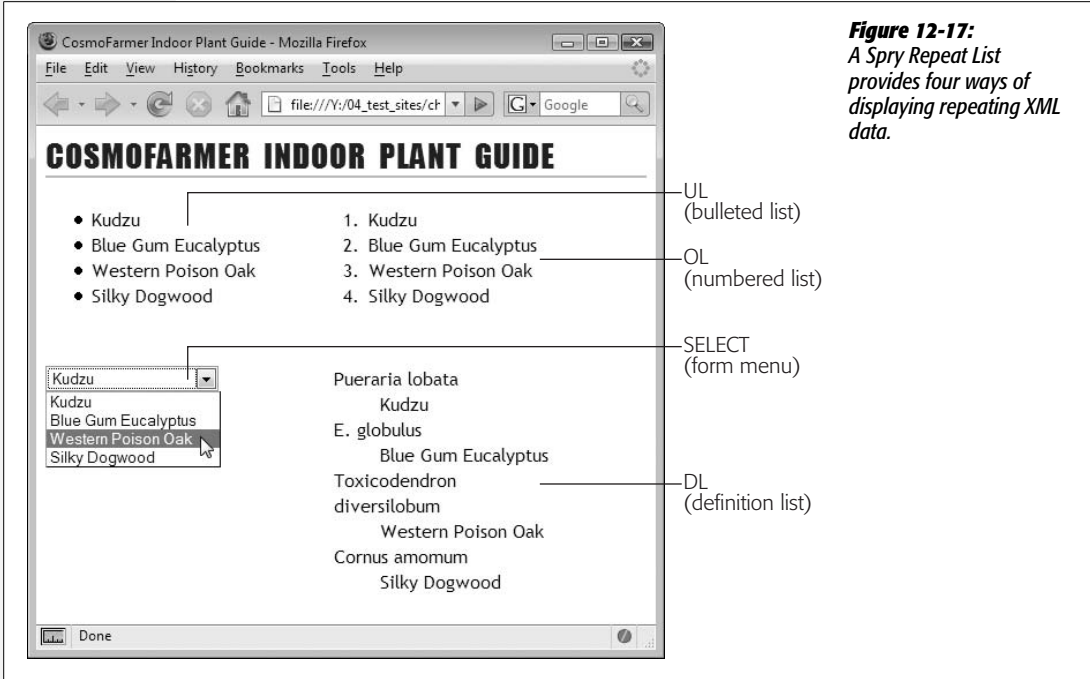 CosmoFarmer Indoor Plant Guide - Mozilla Firefox
File Edit View History Bookmarks Tools Help
file:///Y:/04_test_sites/ch
G Google
COSMOFARMER INDOOR PLANT GUIDE
• Kudzu
• Blue Gum Eucalyptus
• Western Poison Oak
• Silky Dogwood
1. Kudzu
2. Blue Gum Eucalyptus
3. Western Poison Oak
4. Silky Dogwood
Kudzu
Kudzu
Blue Gum Eucalyptus
Western Poison Oak
Silky Dogwood
Pueraria lobata
Kudzu
E. globulus
Blue Gum Eucalyptus
Toxicodendron
diversilobum
Western Poison Oak
Cornus amomum
Silky Dogwood
Done
UL
(bulleted list)
OL
(numbered list)
SELECT
(form menu)
DL
(definition list)
Figure 12-17:
A Spry Repeat List
provides four ways of
displaying repeating XML
data.